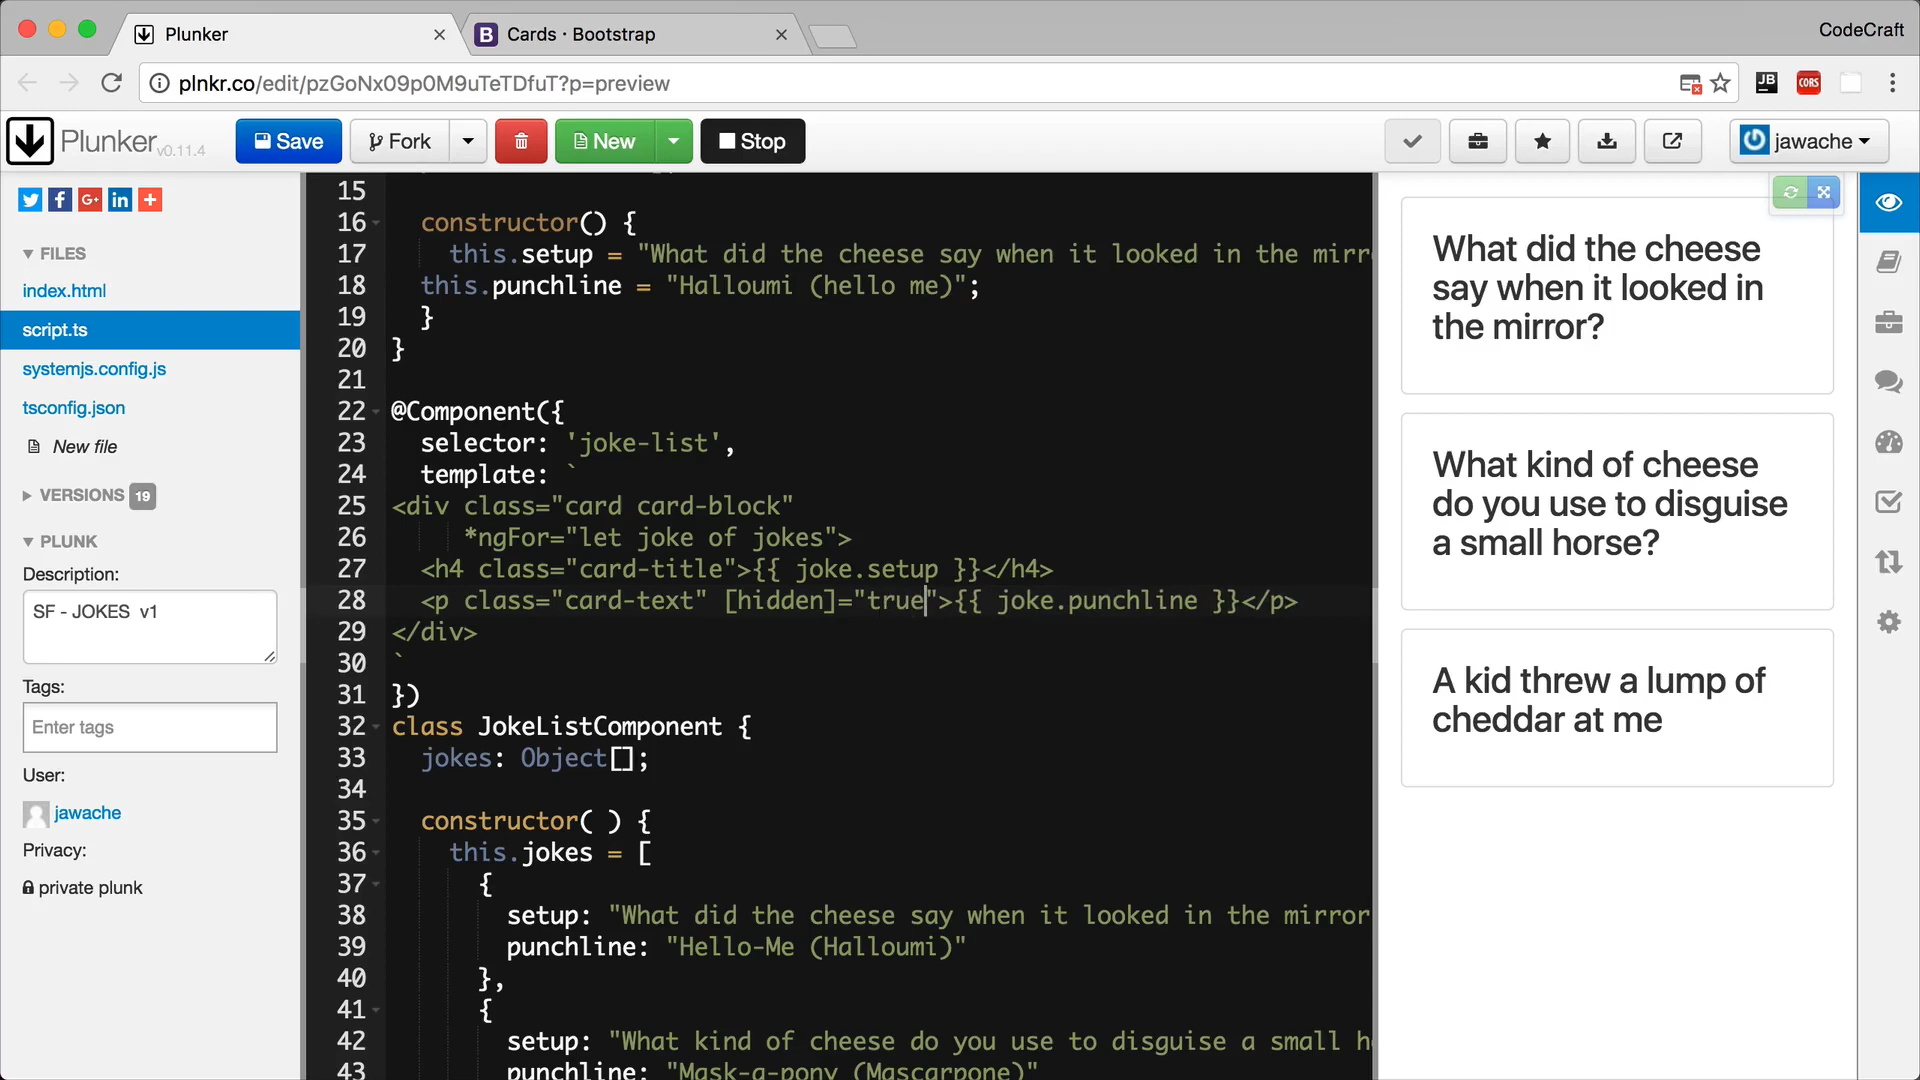 Plunker
Cards · Bootstrap
CodeCraft
plnkr.co/edit/pzGoNx09p0M9uTeTDfuT?p=preview
JB
CORS
Plunker v0.11.4
Save
Fork
New
Stop
jawache
FILES
index.html
script.ts
systemjs.config.js
tsconfig.json
New file
VERSIONS 19
PLUNK
Description:
SF - JOKES v1
Tags:
Enter tags
User:
jawache
Privacy:
private plunk
15
16 constructor() {
17 this.setup = "What did the cheese say when it looked in the mirr
18 this.punchline = "Halloumi (hello me)";
19 }
20 }
21
22 @Component({
23 selector: 'joke-list',
24 template: `
25 <div class="card card-block"
26 *ngFor="let joke of jokes">
27 <h4 class="card-title">{{ joke.setup }}</h4>
28 <p class="card-text" [hidden]="true">{{ joke.punchline }}</p>
29 </div>
30 `
31 })
32 class JokeListComponent {
33 jokes: Object[];
34
35 constructor( ) {
36 this.jokes = [
37 {
38 setup: "What did the cheese say when it looked in the mirror
39 punchline: "Hello-Me (Halloumi)"
40 },
41 {
42 setup: "What kind of cheese do you use to disguise a small h
43 punchline: "Mask-a-pony (Mascarpone)"
What did the cheese
say when it looked in
the mirror?
What kind of cheese
do you use to disguise
a small horse?
A kid threw a lump of
cheddar at me